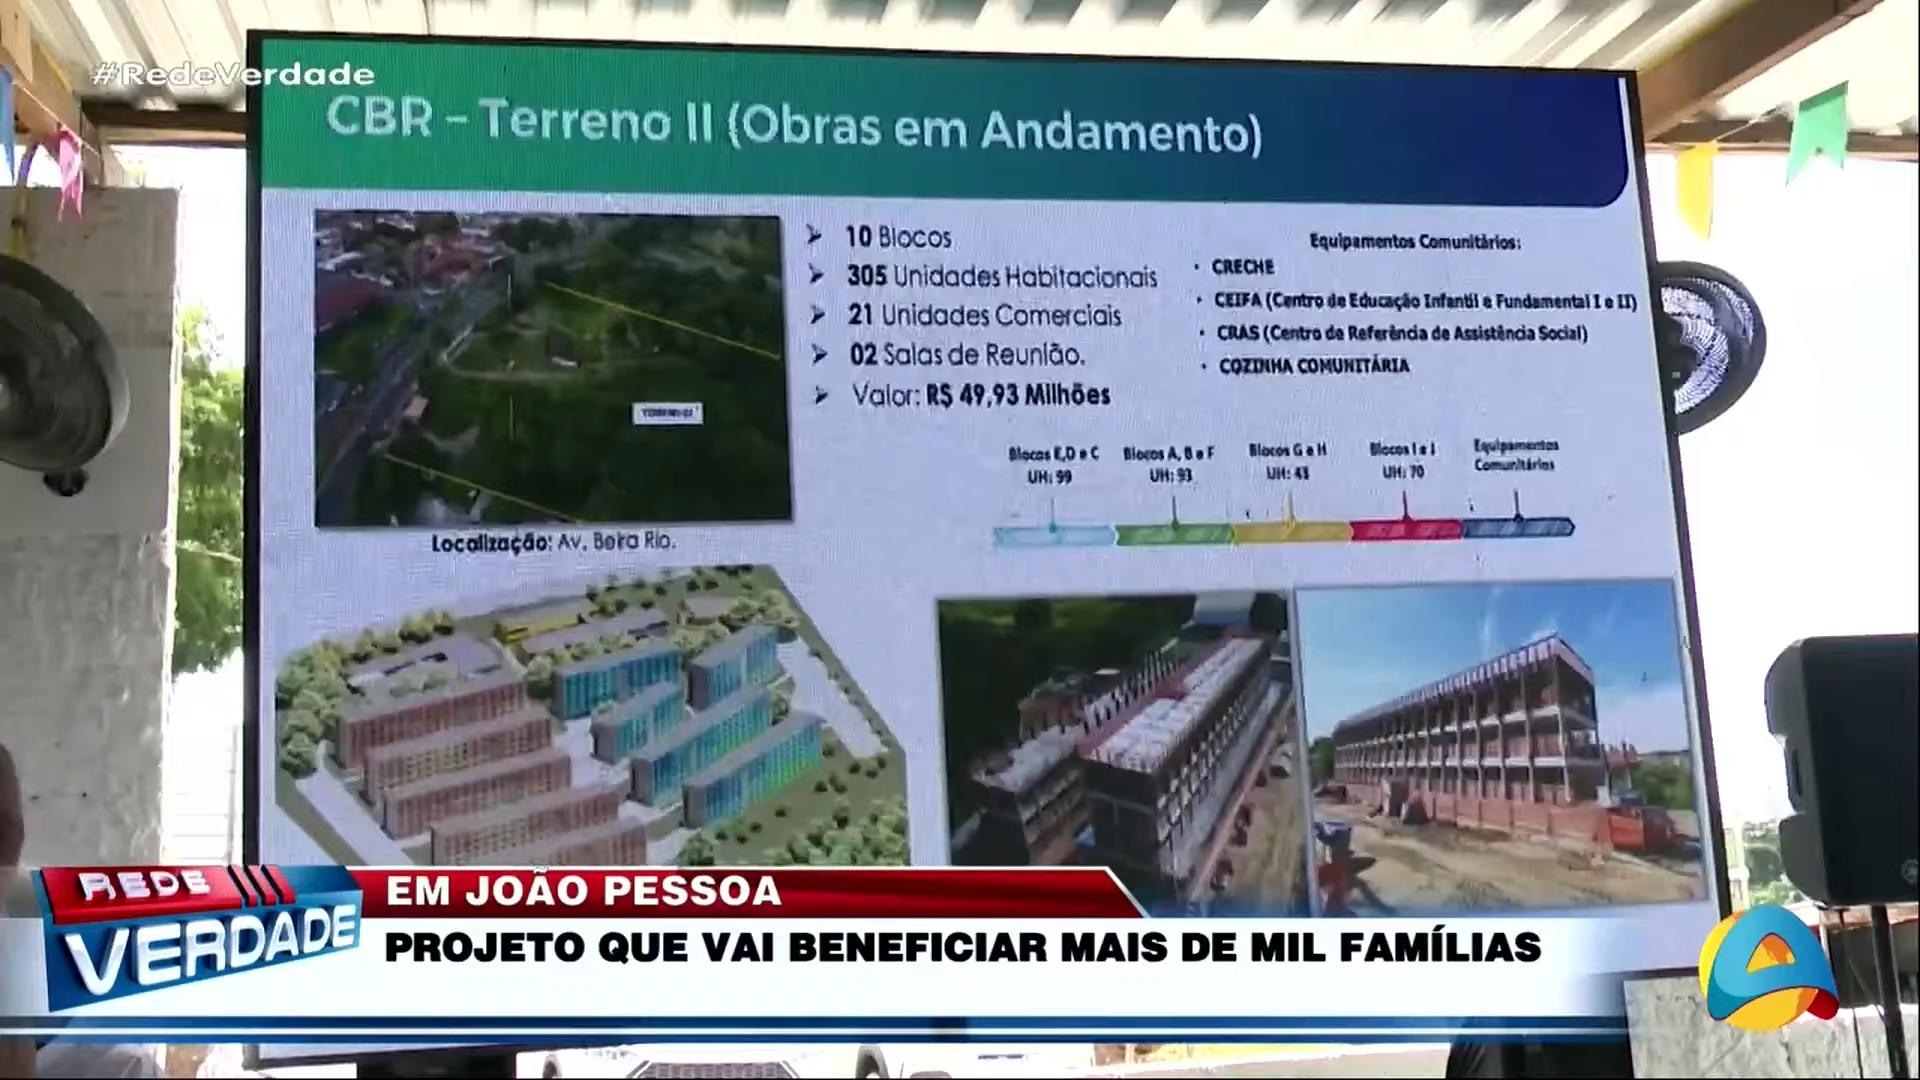 #RedeVerdade
CBR – Terreno II (Obras em Andamento)
10 Blocos
305 Unidades Habitacionais
21 Unidades Comerciais
02 Salas de Reunião.
Valor: R$ 49,93 Milhões
Equipamentos Comunitários:
• CRECHE
• CEIFA (Centro de Educação Infantil e Fundamental I e II)
• CRAS (Centro de Referência de Assistência Social)
• COZINHA COMUNITÁRIA
Blocos E,D e C
UH: 99
Blocos A, B e F
UH: 93
Blocos G e H
UH: 43
Blocos I e J
UH: 70
Equipamentos
Comunitários
Localização: Av. Beira Rio.
REDE
VERDADE
EM JOÃO PESSOA
PROJETO QUE VAI BENEFICIAR MAIS DE MIL FAMÍLIAS